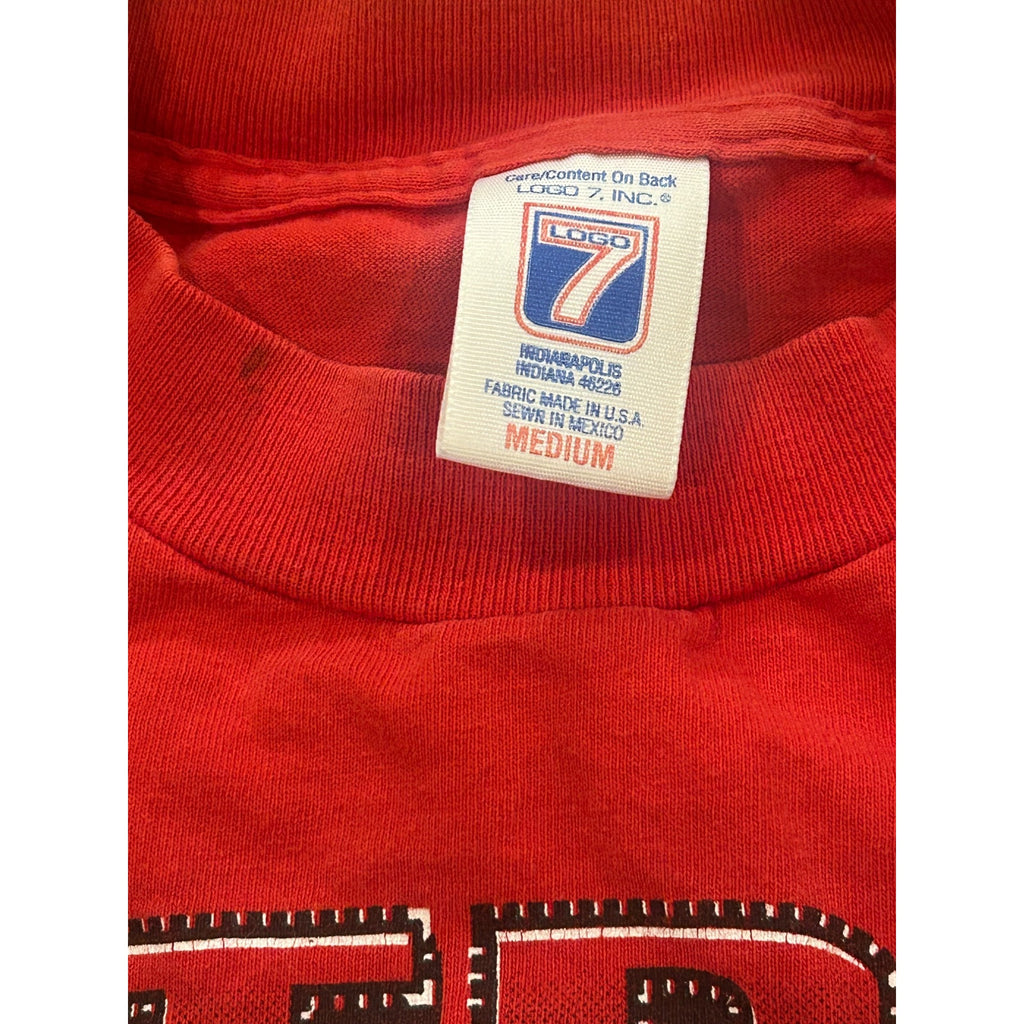 Care/Content On Back
LOGO 7, INC.®
LOGO
7
INDIANAPOLIS
INDIANA 46226
FABRIC MADE IN U.S.A.
SEWN IN MEXICO
MEDIUM